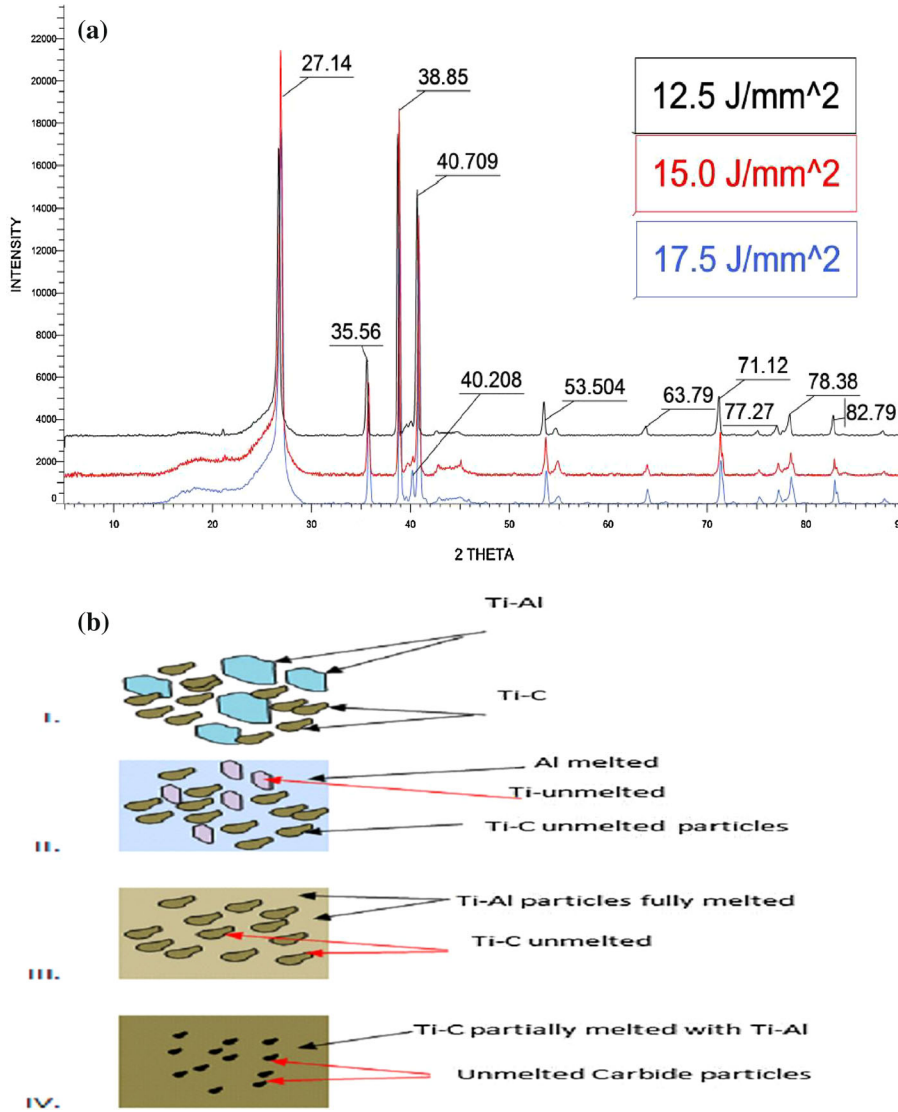 (a)
22000
20000
18000
16000
14000
12000
10000
8000
6000
4000
2000
0
INTENSITY
27.14
38.85
40.709
35.56
40.208
53.504
63.79
71.12
77.27
78.38
82.79
12.5 J/mm^2
15.0 J/mm^2
17.5 J/mm^2
10 20 30 40 50 60 70 80 9
2 THETA
(b)
Ti-Al
Ti-C
I.
Al melted
Ti-unmelted
Ti-C unmelted particles
II.
Ti-Al particles fully melted
Ti-C unmelted
III.
Ti-C partially melted with Ti-Al
Unmelted Carbide particles
IV.